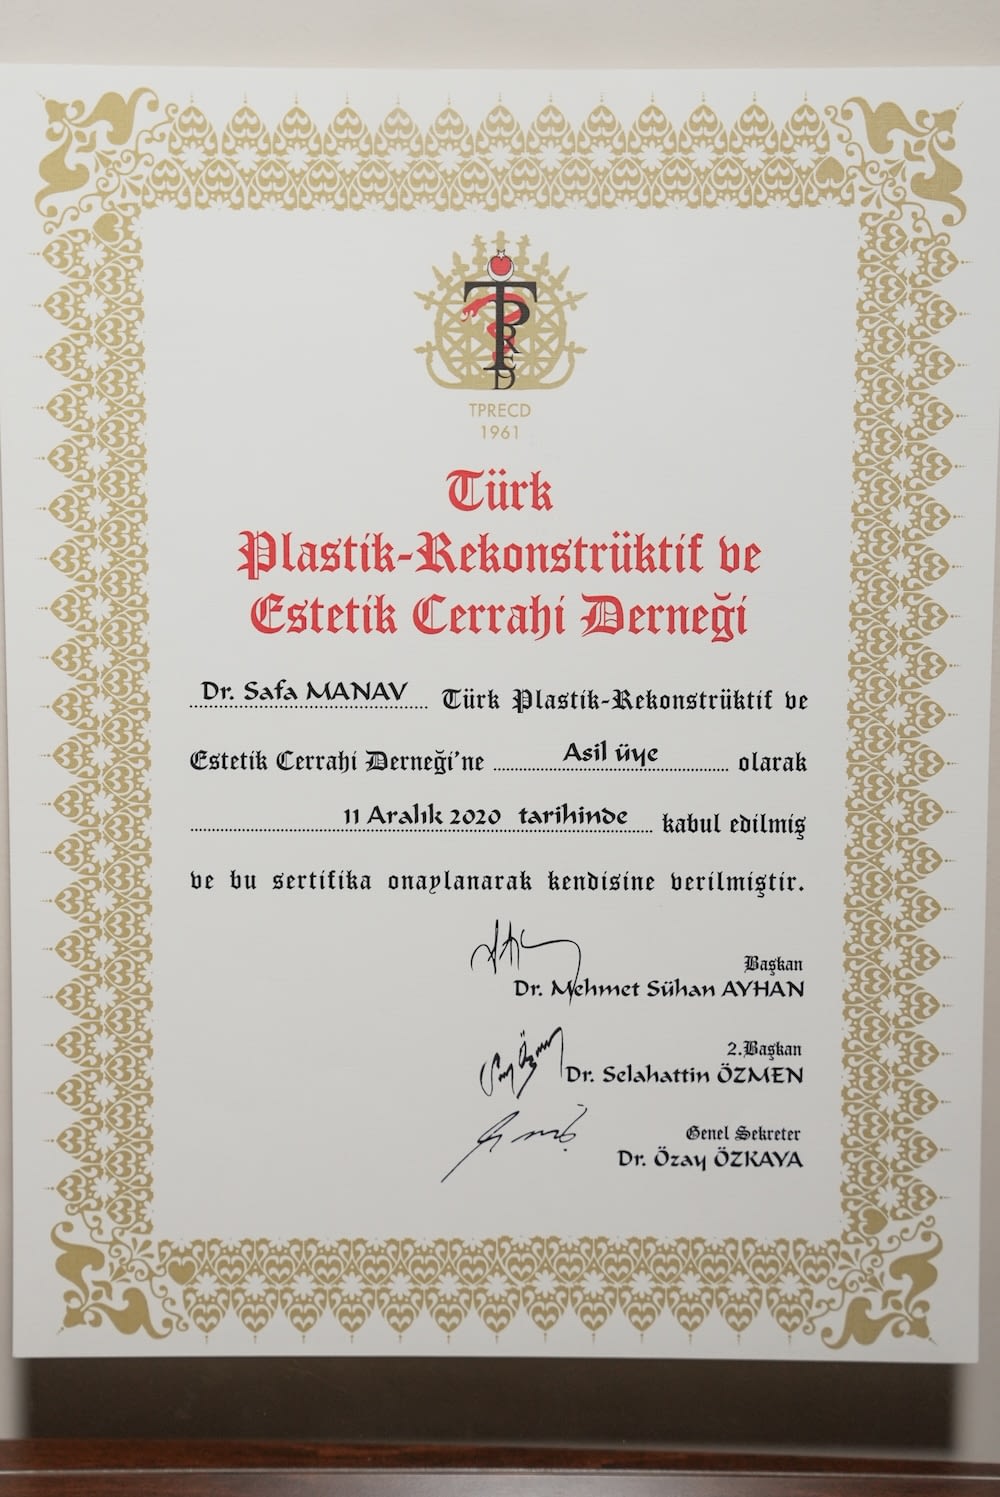 TPRECD
TPRECD
1961
Türk
Plastik-Rekonstrüktif ve
Estetik Cerrahi Derneği
Dr. Safa MANAV Türk Plastik-Rekonstrüktif ve
Estetik Cerrahi Derneği'ne Asil üye olarak
11 Aralık 2020 tarihinde kabul edilmiş
ve bu sertifika onaylanarak kendisine verilmiştir.
Başkan
Dr. Mehmet Sühan AYHAN
2.Başkan
Dr. Selahattin ÖZMEN
Genel Sekreter
Dr. Özay ÖZKAYA